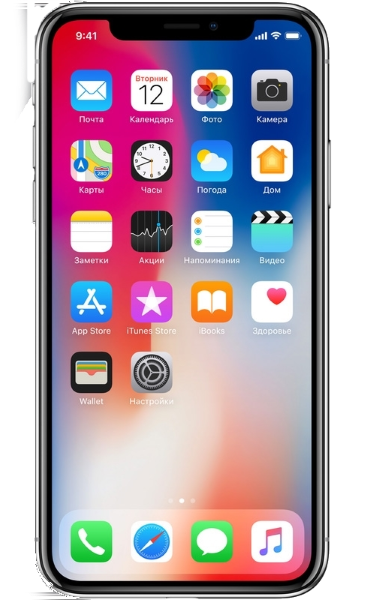 9:41
Вторник
12
Почта
Календарь
Фото
Камера
280
Карты
Часы
Погода
Дом
Заметки
Акции
Напоминания
Видео
App Store
iTunes Store
iBooks
Здоровье
Wallet
Настройки